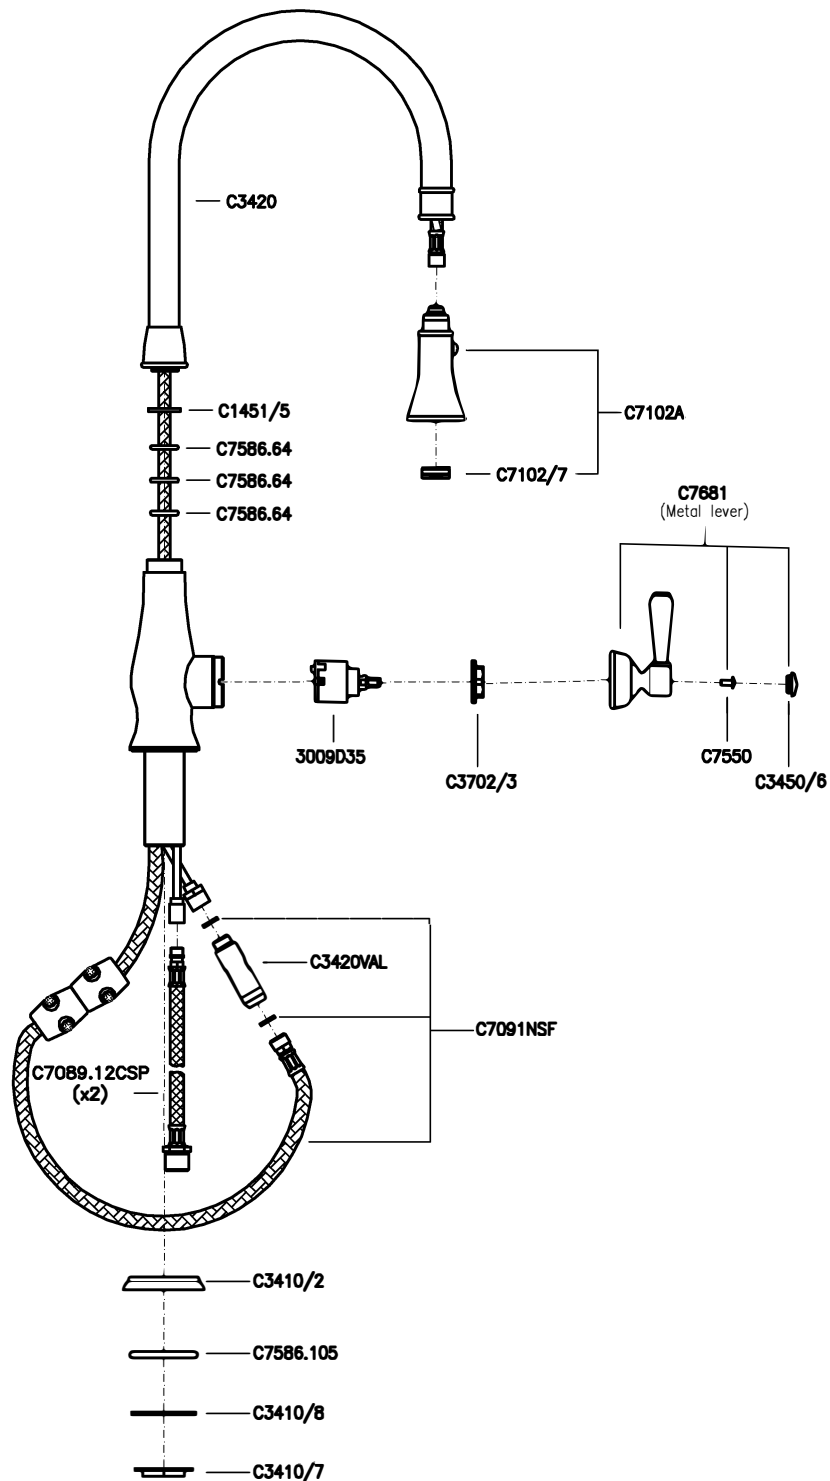 C3420
C1451/5
C7586.64
C7586.64
C7586.64
C7102A
C7102/7
C7681
(Metal lever)
3009D35
C3702/3
C7550
C3450/6
C3420VAL
C7091NSF
C7089.12CSP
(x2)
C3410/2
C7586.105
C3410/8
C3410/7